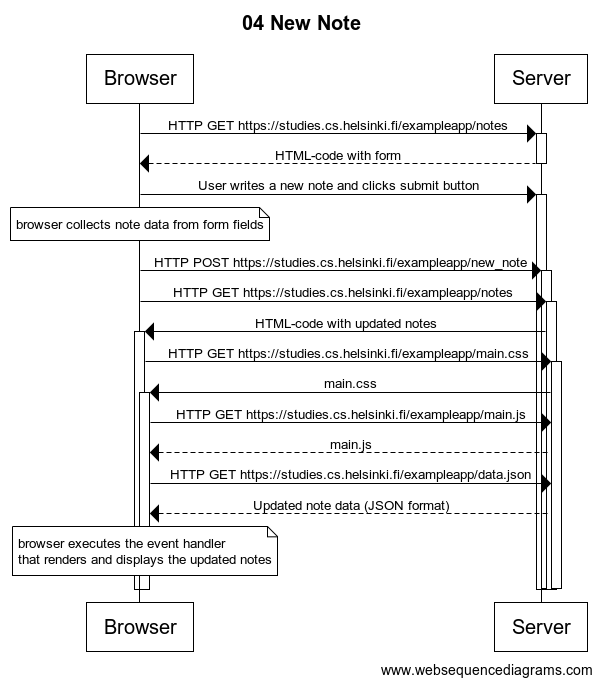 04 New Note
Browser
Server
HTTP GET https://studies.cs.helsinki.fi/exampleapp/notes
HTML-code with form
User writes a new note and clicks submit button
browser collects note data from form fields
HTTP POST https://studies.cs.helsinki.fi/exampleapp/new_note
HTTP GET https://studies.cs.helsinki.fi/exampleapp/notes
HTML-code with updated notes
HTTP GET https://studies.cs.helsinki.fi/exampleapp/main.css
main.css
HTTP GET https://studies.cs.helsinki.fi/exampleapp/main.js
main.js
HTTP GET https://studies.cs.helsinki.fi/exampleapp/data.json
Updated note data (JSON format)
browser executes the event handler
that renders and displays the updated notes
Browser
Server
www.websequencediagrams.com